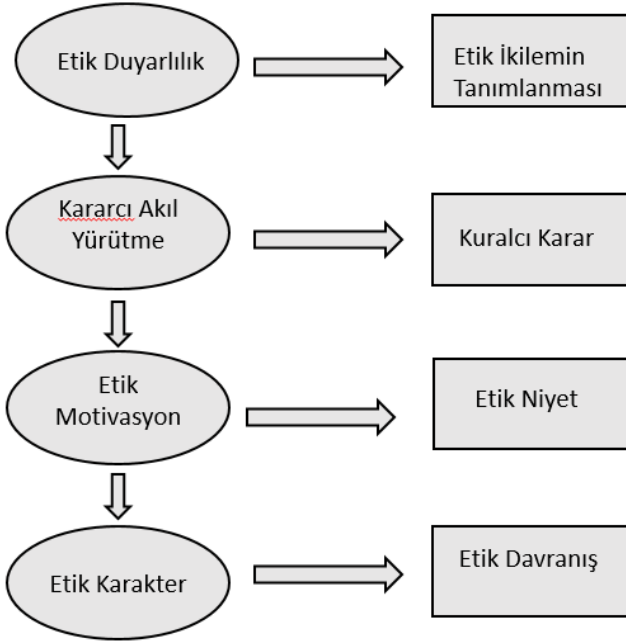 Etik Duyarlılık
Etik İkilemin
Tanımlanması
Kararcı Akıl
Yürütme
Kuralcı Karar
Etik
Motivasyon
Etik Niyet
Etik Karakter
Etik Davranış